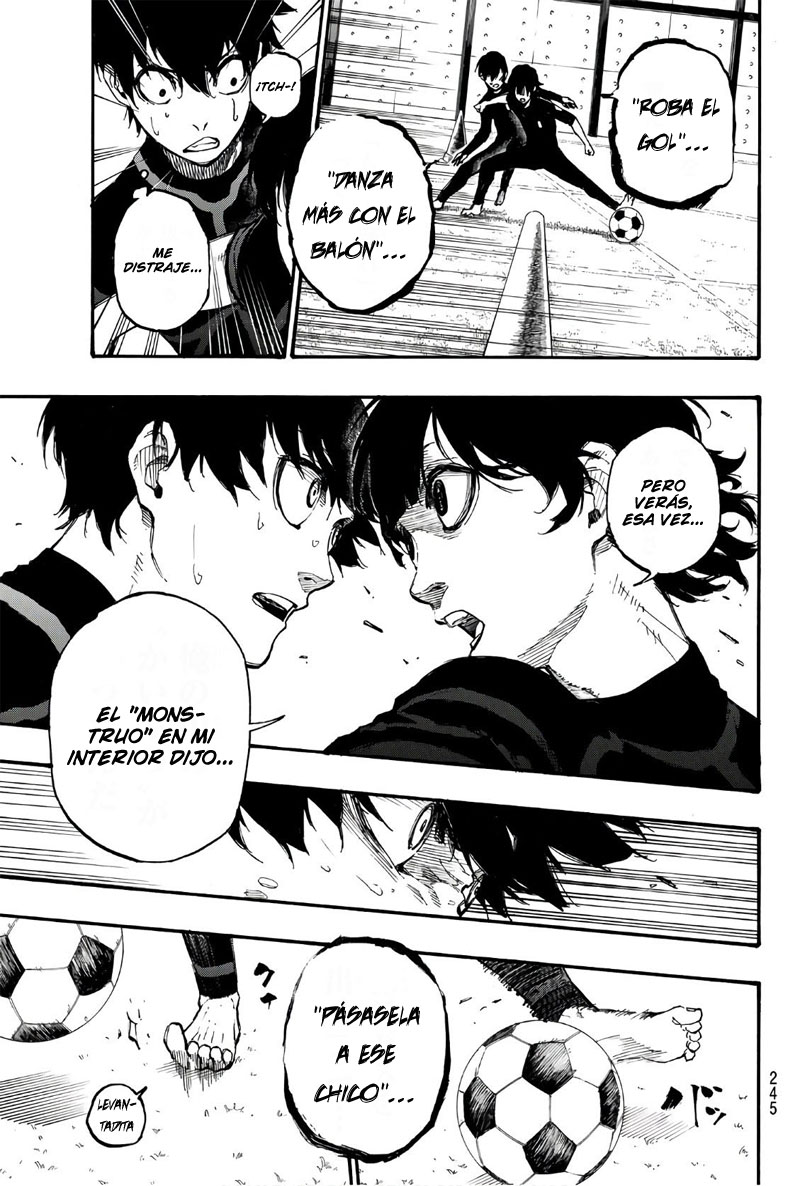 "ROBA EL
GOL"...
"DANZA
MÁS CON EL
BALÓN"...
¡TCH-!
ME
DISTRAJE...
PERO
VERÁS,
ESA VEZ...
EL "MONS-
TRUO" EN MI
INTERIOR DIJO...
"PÁSASELA
A ESE
CHICO"...
LEVAN-
TADITA
245